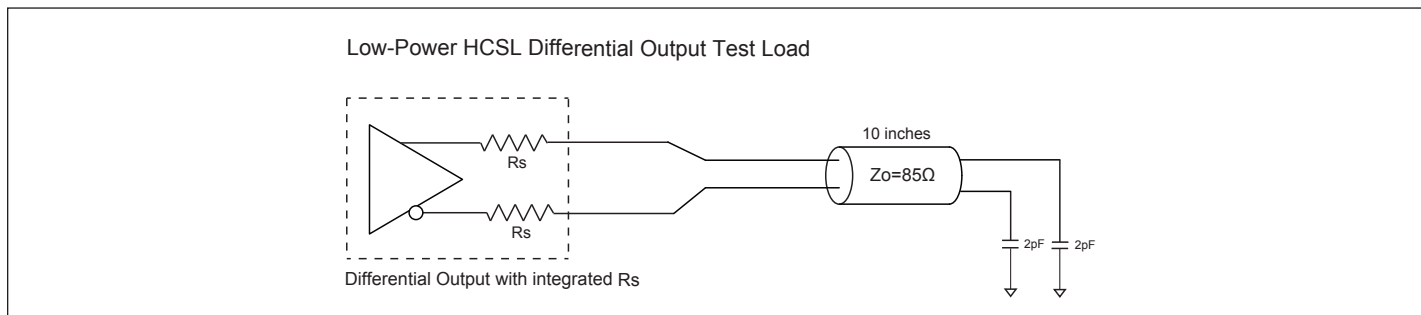 Low-Power HCSL Differential Output Test Load
10 inches
Rs
Zo=85Ω
Rs
2pF
2pF
Differential Output with integrated Rs